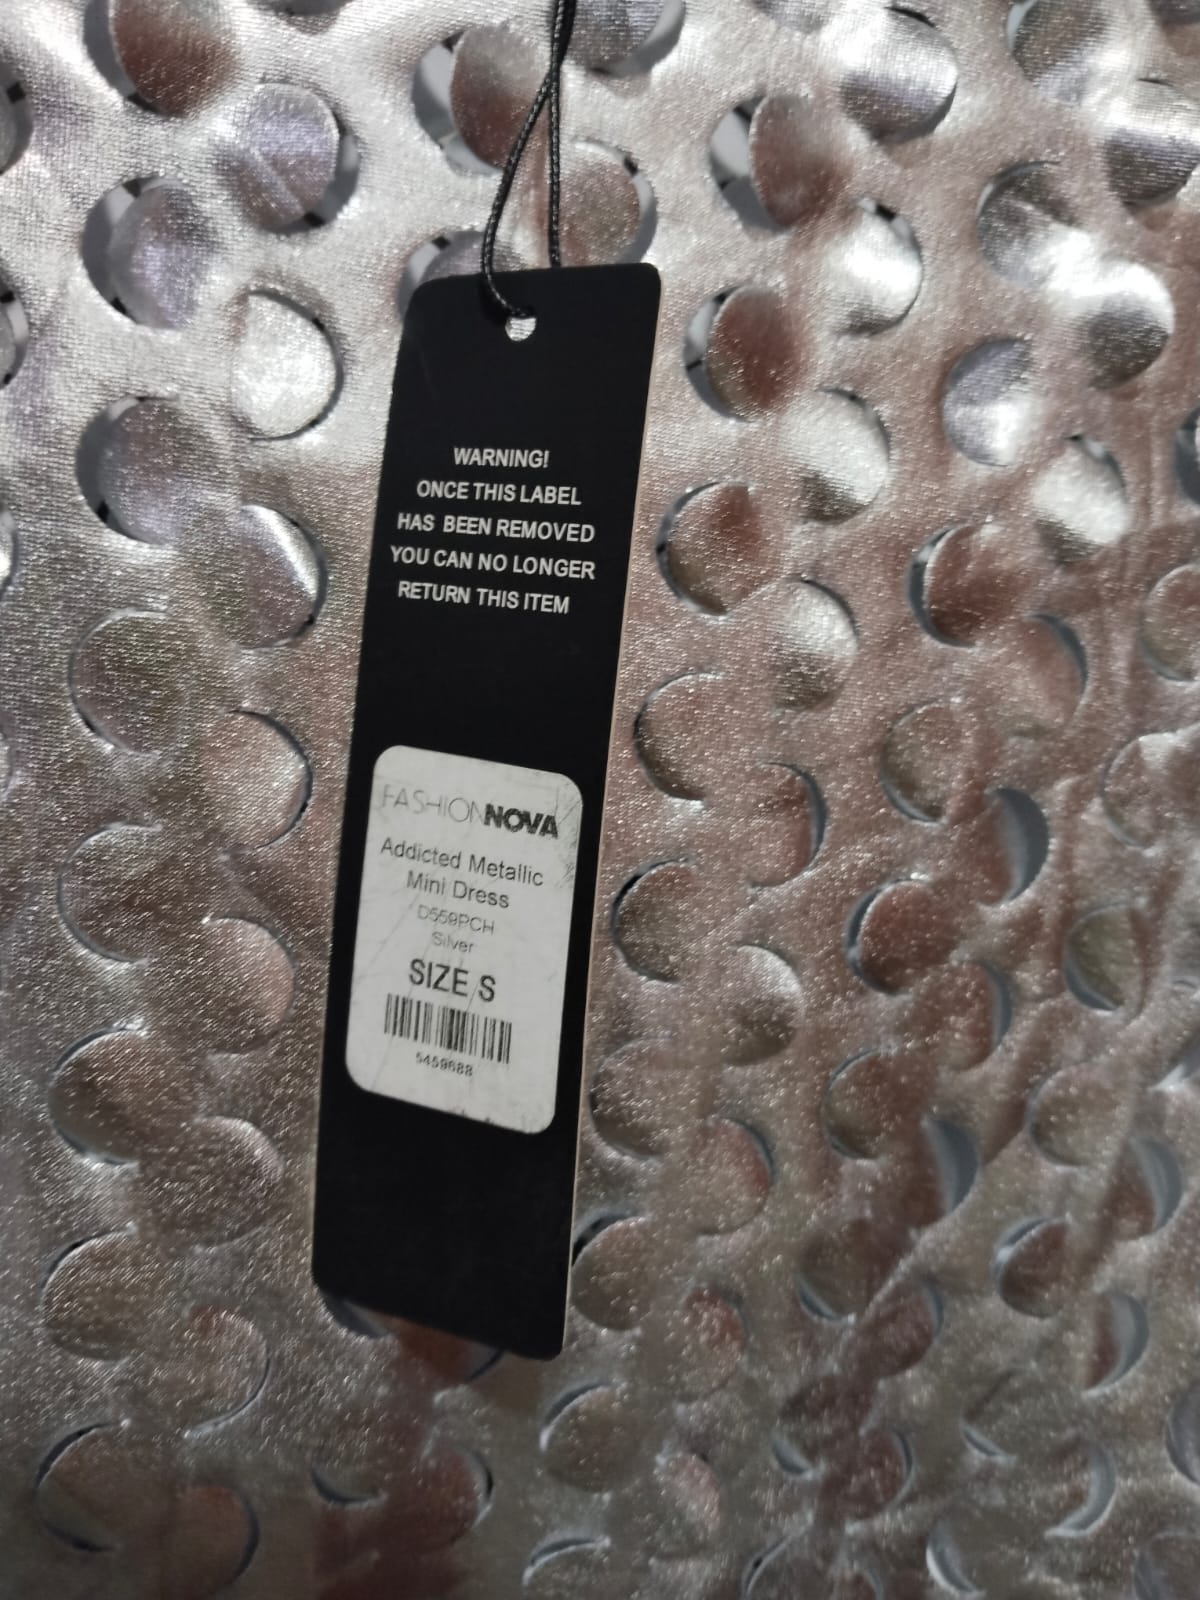 WARNING!
ONCE THIS LABEL
HAS BEEN REMOVED
YOU CAN NO LONGER
RETURN THIS ITEM
FASHIONNOVA
Addicted Metallic
Mini Dress
D559PCH
Silver
SIZE S
5459688